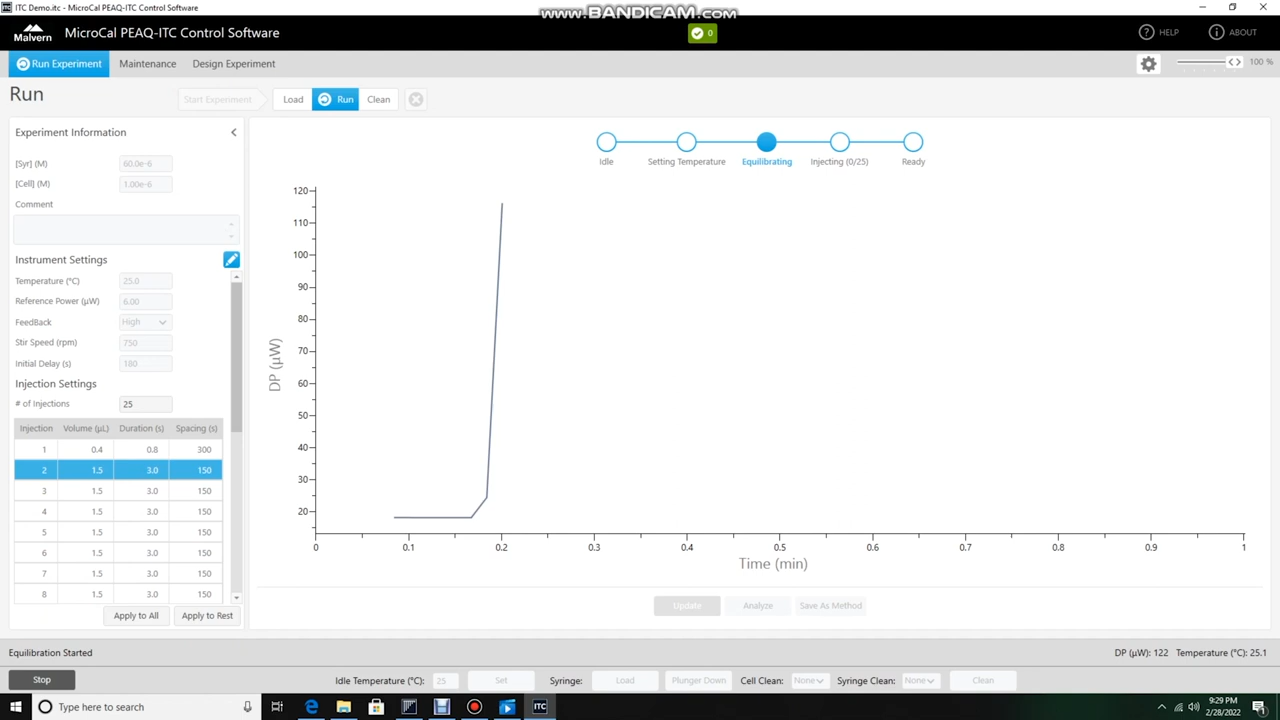 ITC Demo.itc - MicroCal PEAQ-ITC Control Software
www.BANDICAM.com
Malvern
MicroCal PEAQ-ITC Control Software
0
HELP
ABOUT
Run Experiment
Maintenance
Design Experiment
100 %
Run
Start Experiment
Load
Run
Clean
Experiment Information
[Syr] (M) 60.0e-6
[Cell] (M) 1.00e-6
Comment
Instrument Settings
Temperature (°C) 25.0
Reference Power (µW) 6.00
FeedBack High
Stir Speed (rpm) 750
Initial Delay (s) 180
Injection Settings
# of Injections 25
Injection Volume (µL) Duration (s) Spacing (s)
1 0.4 0.8 300
2 1.5 3.0 150
3 1.5 3.0 150
4 1.5 3.0 150
5 1.5 3.0 150
6 1.5 3.0 150
7 1.5 3.0 150
8 1.5 3.0 150
Apply to All
Apply to Rest
Idle
Setting Temperature
Equilibrating
Injecting (0/25)
Ready
120
110
100
90
80
70
60
50
40
30
20
DP (µW)
0 0.1 0.2 0.3 0.4 0.5 0.6 0.7 0.8 0.9 1
Time (min)
Update
Analyze
Save As Method
Equilibration Started
DP (µW): 122 Temperature (°C): 25.1
Stop
Idle Temperature (°C): 25
Set
Syringe:
Load
Plunger Down
Cell Clean: None
Syringe Clean: None
Clean
Type here to search
ITC
9:29 PM
2/28/2022
1